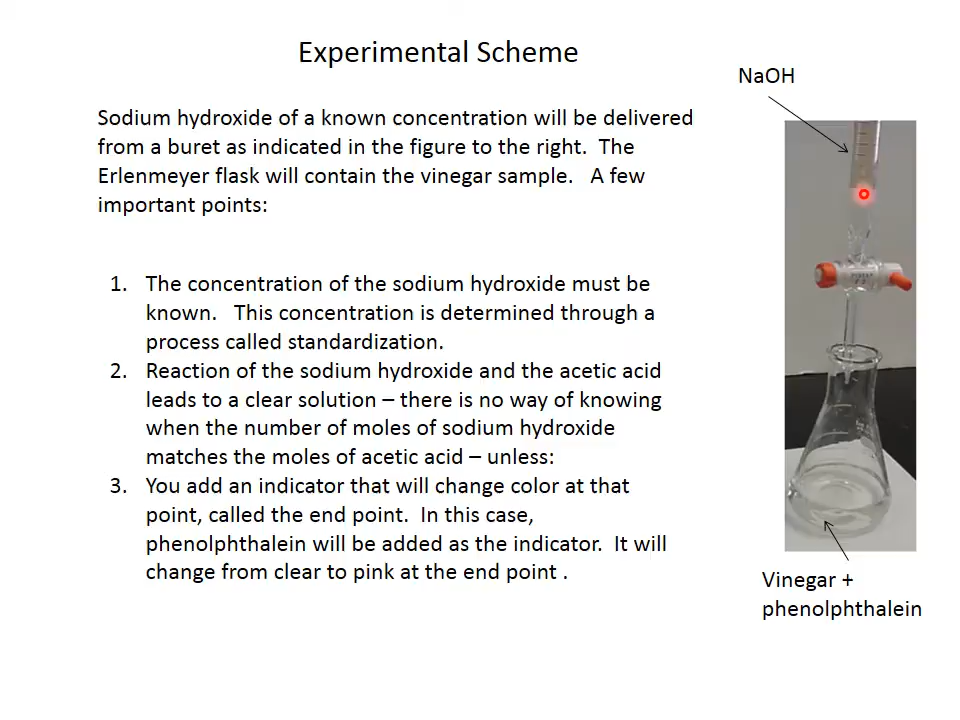 Experimental Scheme
NaOH
Sodium hydroxide of a known concentration will be delivered
from a buret as indicated in the figure to the right. The
Erlenmeyer flask will contain the vinegar sample. A few
important points:
1. The concentration of the sodium hydroxide must be
known. This concentration is determined through a
process called standardization.
2. Reaction of the sodium hydroxide and the acetic acid
leads to a clear solution – there is no way of knowing
when the number of moles of sodium hydroxide
matches the moles of acetic acid – unless:
3. You add an indicator that will change color at that
point, called the end point. In this case,
phenolphthalein will be added as the indicator. It will
change from clear to pink at the end point .
Vinegar +
phenolphthalein